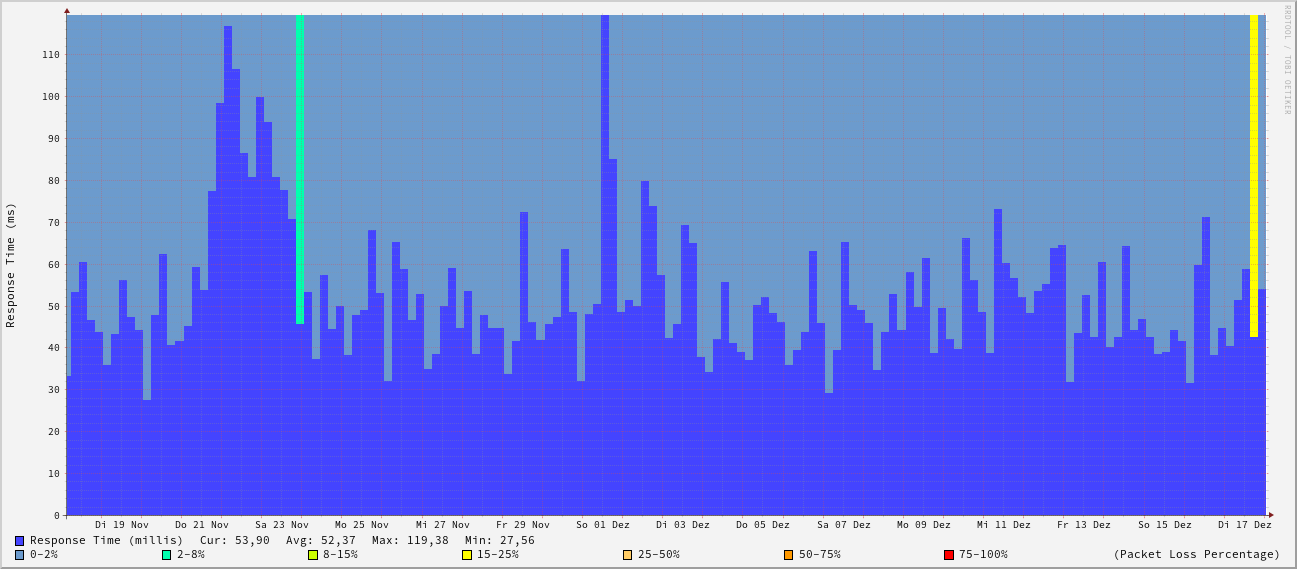 RRDTOOL / TOBI OETIKER
Response Time (ms)
110
100
90
80
70
60
50
40
30
20
10
0
Di 19 Nov Do 21 Nov Sa 23 Nov Mo 25 Nov Mi 27 Nov Fr 29 Nov So 01 Dez Di 03 Dez Do 05 Dez Sa 07 Dez Mo 09 Dez Mi 11 Dez Fr 13 Dez So 15 Dez Di 17 Dez
Response Time (millis) Cur: 53,90 Avg: 52,37 Max: 119,38 Min: 27,56
0-2% 2-8% 8-15% 15-25% 25-50% 50-75% 75-100% (Packet Loss Percentage)